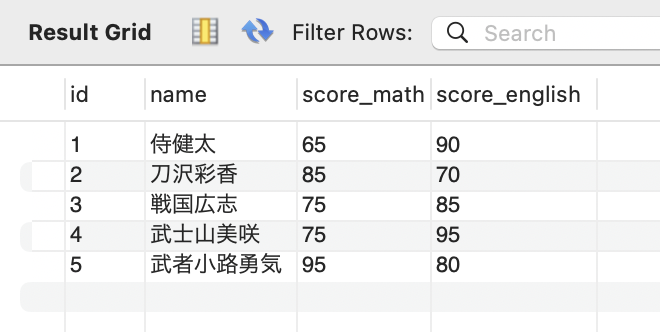 Result Grid Filter Rows: Search
id name score_math score_english
1 侍健太 65 90
2 刀沢彩香 85 70
3 戦国広志 75 85
4 武士山美咲 75 95
5 武者小路勇気 95 80